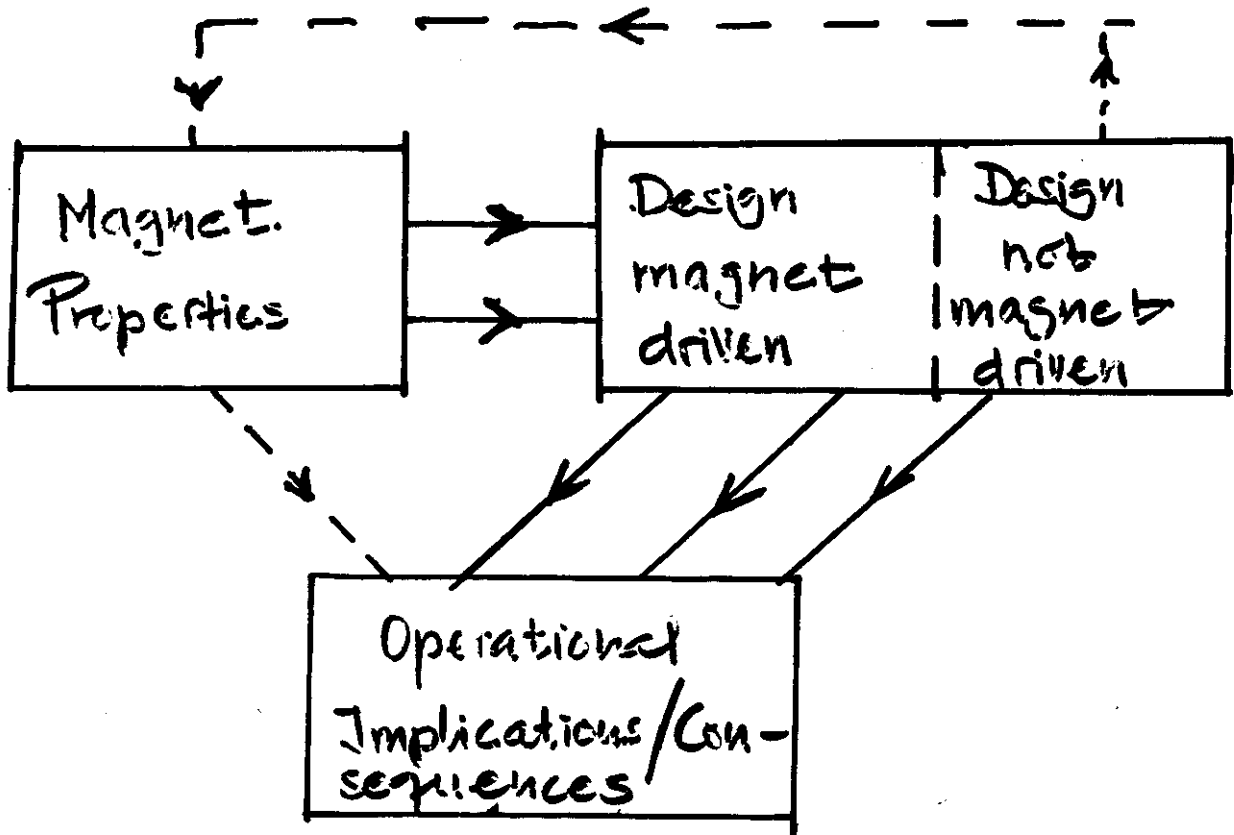 Magnet.
Properties
Design
magnet
driven
Design
not
magnet
driven
Operational
Implications/Con-
sequences